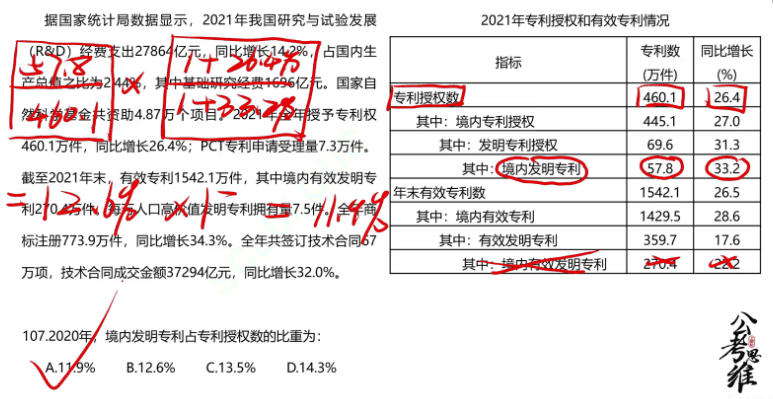 据国家统计局数据显示，2021年我国研究与试验发展
（R&D）经费支出27864亿元，同比增长14.2%，占国内生
产总值之比为2.44%，其中基础研究经费1696亿元。国家自
然科学基金共资助4.87万个项目，2021年全年授予专利权
460.1万件，同比增长26.4%；PCT专利申请受理量7.3万件。
截至2021年末，有效专利1542.1万件，其中境内有效发明专
利270.4万件，每万人口高价值发明专利拥有量7.5件。全年商
标注册773.9万件，同比增长34.3%。全年共签订技术合同67
万项，技术合同成交金额37294亿元，同比增长32.0%。
57.8 × 1+26.4%
460.1 1+33.2%
=12.6% × 1⁻ = 11.9%
107.2020年，境内发明专利占专利授权数的比重为：
A.11.9% B.12.6% C.13.5% D.14.3%
2021年专利授权和有效专利情况
指标 专利数（万件） 同比增长（%）
专利授权数 460.1 26.4
其中：境内专利授权 445.1 27.0
其中：发明专利授权 69.6 31.3
其中：境内发明专利 57.8 33.2
年末有效专利数 1542.1 26.5
其中：境内有效专利 1429.5 28.6
其中：有效发明专利 359.7 17.6
其中：境内有效发明专利 270.4 22.2
公考思维